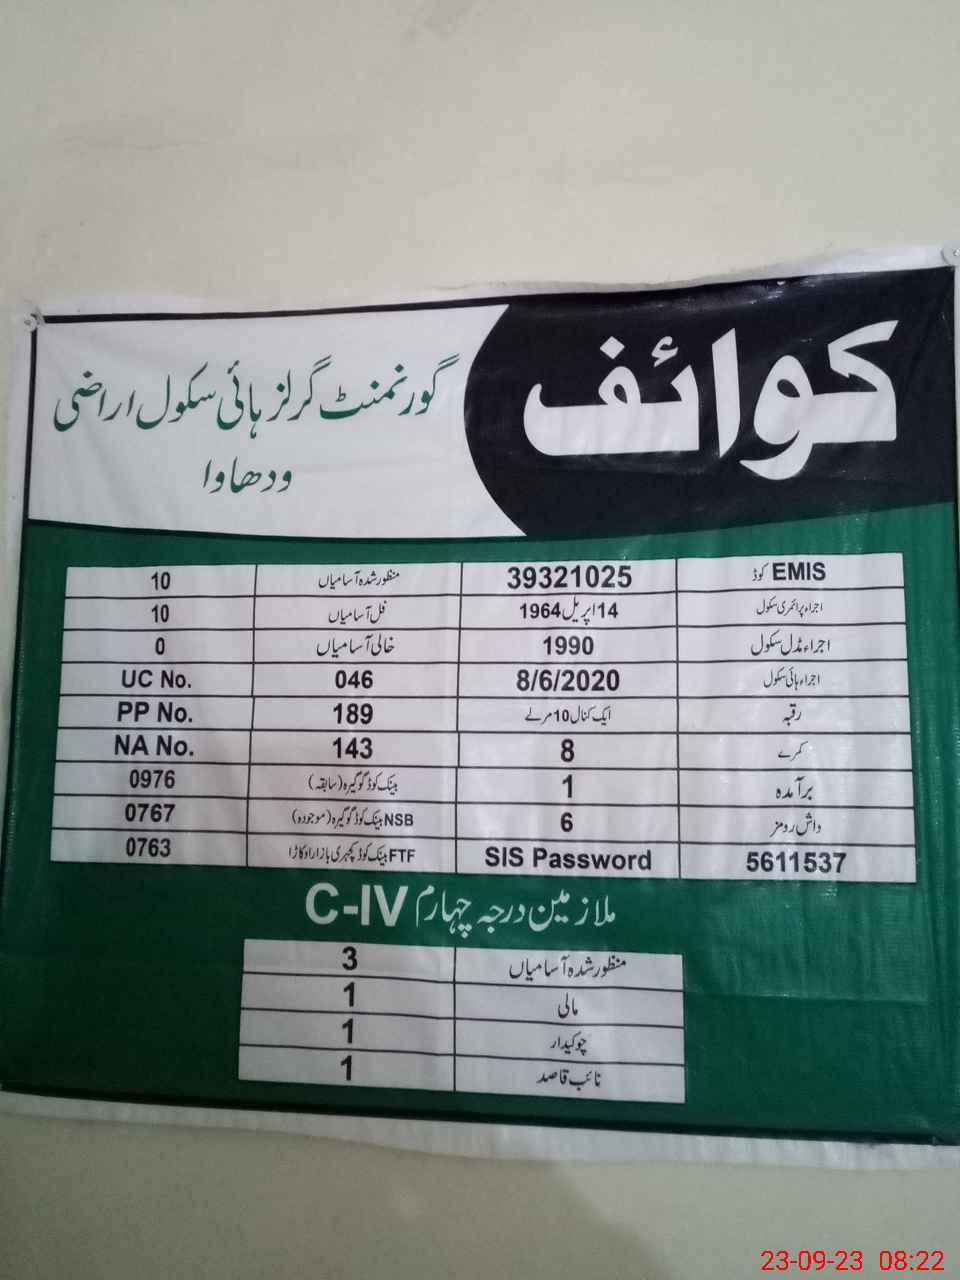 کوائف
گورنمنٹ گرلز ہائی سکول اراضی
ودھاوا
EMIS کوڈ 39321025 منظور شدہ آسامیاں 10
اجراء پرائمری سکول 14 اپریل 1964 فل آسامیاں 10
اجراء مڈل سکول 1990 خالی آسامیاں 0
اجراء ہائی سکول 8/6/2020 046 UC No.
رقبہ ایک کنال 10 مرلے 189 PP No.
کمرے 8 143 NA No.
برآمدہ 1 بینک کوڈ گوگیرہ (سابقہ) 0976
واش رومز 6 NSB بینک کوڈ گوگیرہ (موجودہ) 0767
5611537 SIS Password FTF بینک کوڈ کچہری بازار اوکاڑا 0763
ملازمین درجہ چہارم C-IV
منظور شدہ آسامیاں 3
مالی 1
چوکیدار 1
نائب قاصد 1
23-09-23 08:22